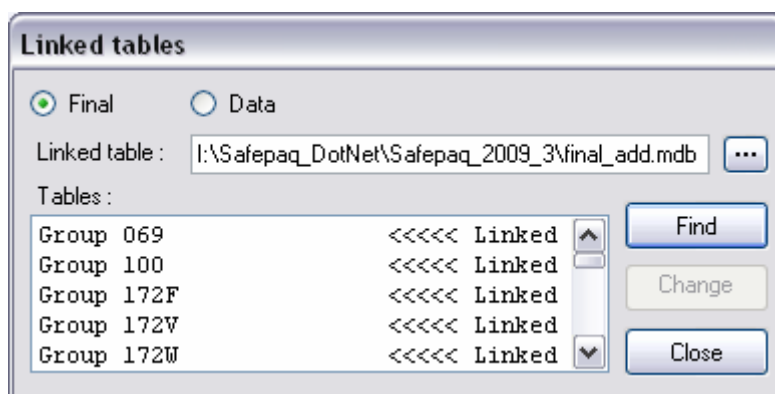 Linked tables
Final Data
Linked table : I:\Safepaq_DotNet\Safepaq_2009_3\final_add.mdb ...
Tables :
Group 069 <<<<< Linked
Group 100 <<<<< Linked
Group 172F <<<<< Linked
Group 172V <<<<< Linked
Group 172W <<<<< Linked
Find
Change
Close